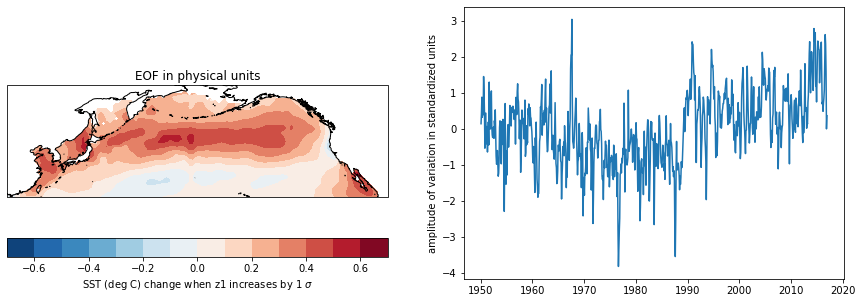 EOF in physical units
−0.6 −0.4 −0.2 0.0 0.2 0.4 0.6
SST (deg C) change when z1 increases by 1 σ
amplitude of variation in standardized units
3
2
1
0
−1
−2
−3
−4
1950 1960 1970 1980 1990 2000 2010 2020